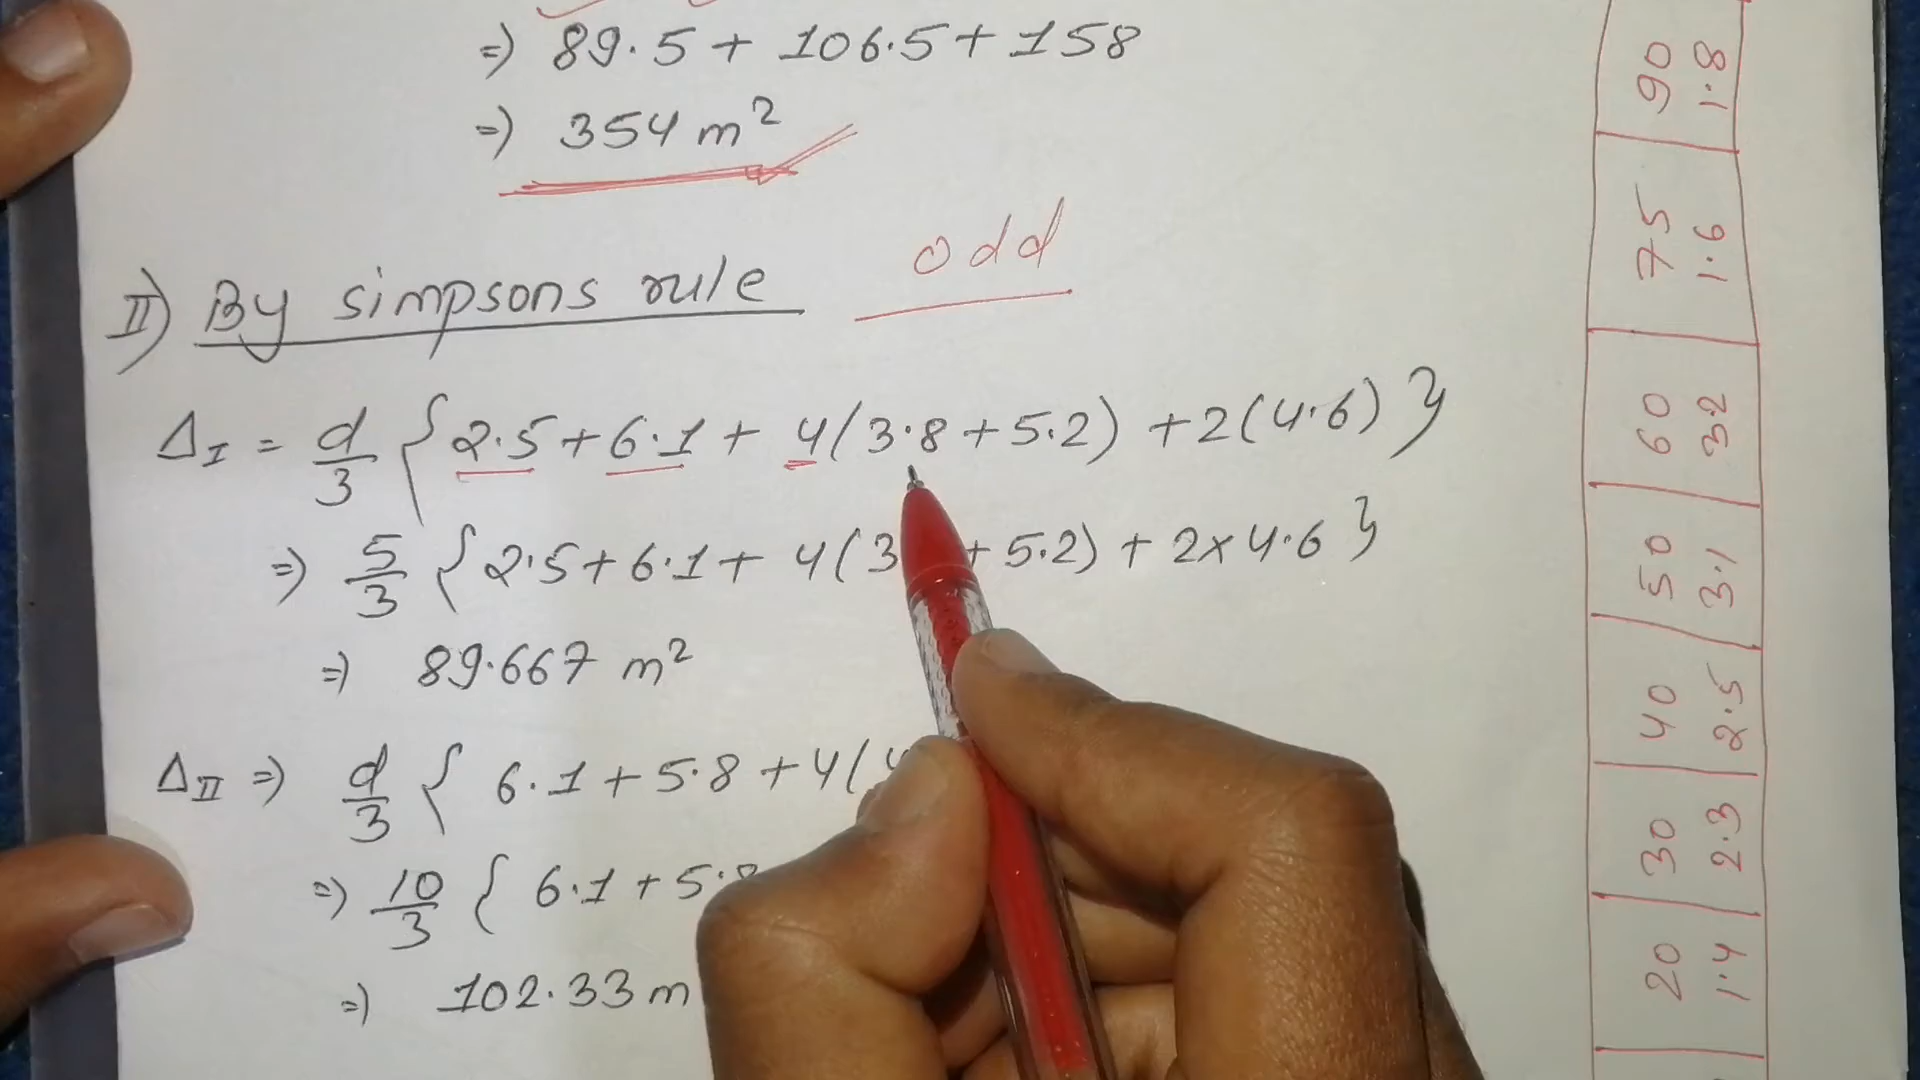 =) 89.5 + 106.5 + 158
=) 354 m²
odd
II) By simpsons rule
Δ_I = d/3 { 2.5 + 6.1 + 4(3.8 + 5.2) + 2(4.6) }
=) 5/3 { 2.5 + 6.1 + 4(3 + 5.2) + 2×4.6 }
=) 89.667 m²
Δ_II =) d/3 { 6.1 + 5.8 + 4(
=) 10/3 { 6.1 + 5.8
=) 102.33 m
90 1.8
75 1.6
60 3.2
50 3.1
40 2.5
30 2.3
20 1.4